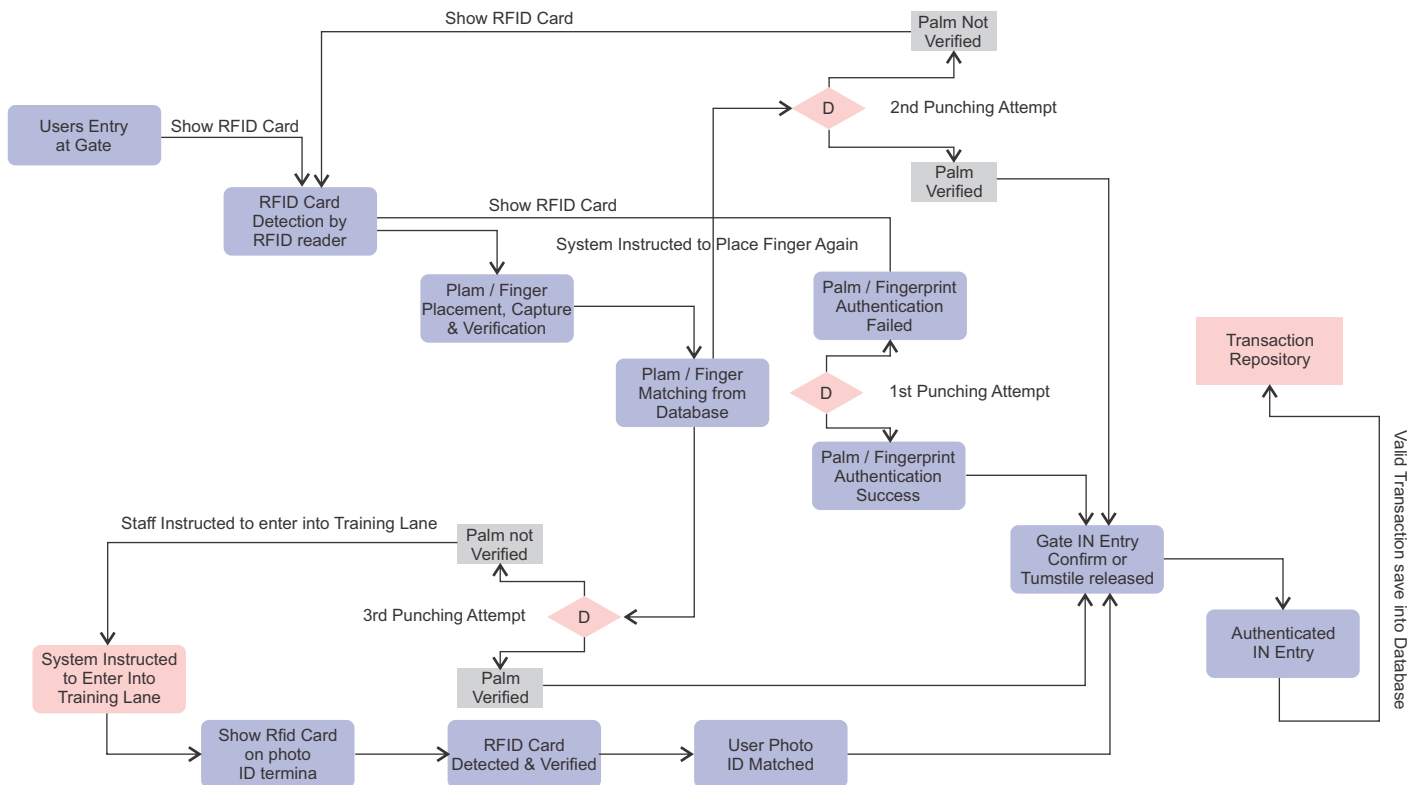 Show RFID Card
Palm Not
Verified
Users Entry
at Gate
Show RFID Card
D
2nd Punching Attempt
Palm
Verified
RFID Card
Detection by
RFID reader
Show RFID Card
System Instructed to Place Finger Again
Plam / Finger
Placement, Capture
& Verification
Palm / Fingerprint
Authentication
Failed
Plam / Finger
Matching from
Database
D
1st Punching Attempt
Transaction
Repository
Palm / Fingerprint
Authentication
Success
Valid Transaction save into Database
Staff Instructed to enter into Training Lane
Palm not
Verified
Gate IN Entry
Confirm or
Tumstile released
3rd Punching Attempt
D
Authenticated
IN Entry
System Instructed
to Enter Into
Training Lane
Palm
Verified
Show Rfid Card
on photo
ID termina
RFID Card
Detected & Verified
User Photo
ID Matched